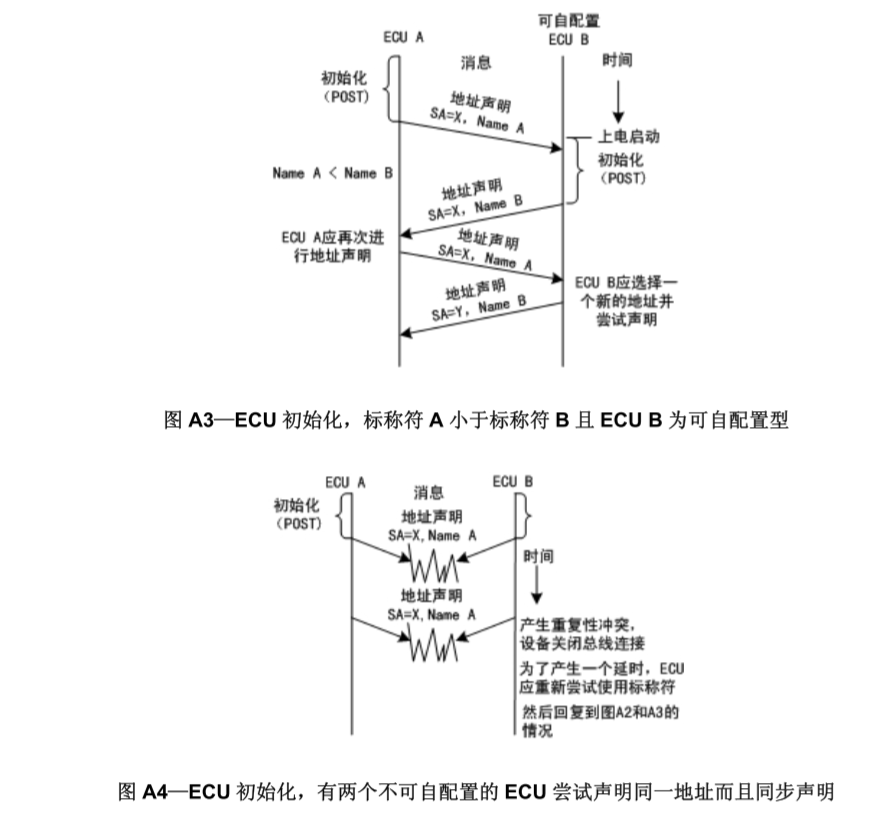 可自配置
ECU A
ECU B
消息
时间
初始化
（POST）
地址声明
SA=X, Name A
上电启动
初始化
（POST）
Name A < Name B
地址声明
SA=X, Name B
ECU A应再次进
行地址声明
地址声明
SA=X, Name A
ECU B应选择一
个新的地址并
尝试声明
地址声明
SA=Y, Name B
图 A3—ECU 初始化，标称符 A 小于标称符 B 且 ECU B 为可自配置型
ECU A
ECU B
消息
初始化
（POST）
地址声明
SA=X, Name A
时间
地址声明
SA=X, Name A
产生重复性冲突，
设备关闭总线连接
为了产生一个延时，ECU
应重新尝试使用标称符
然后回复到图A2和A3的
情况
图 A4—ECU 初始化，有两个不可自配置的 ECU 尝试声明同一地址而且同步声明